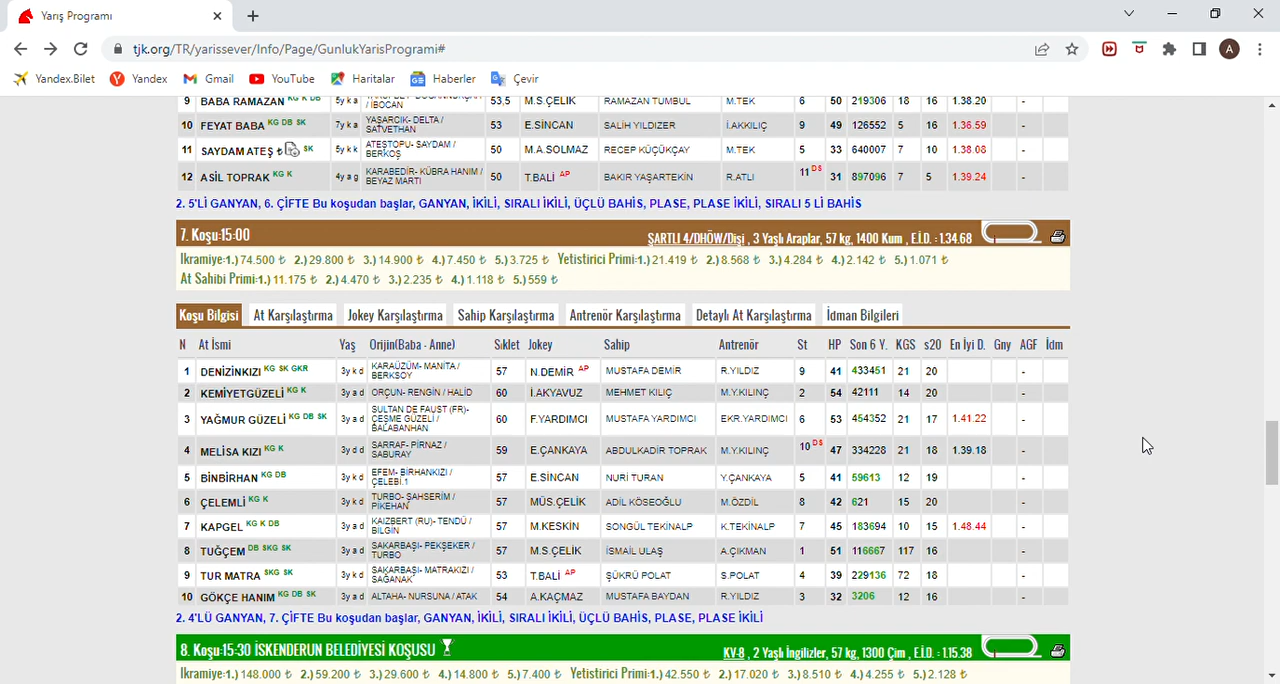 Yarış Programı
tjk.org/TR/yarissever/Info/Page/GunlukYarisProgrami#
A
Yandex.Bilet Yandex Gmail YouTube Haritalar Haberler Çevir
9 BABA RAMAZAN KG K DB 5y k a / İBOCAN 53,5 M.S.ÇELİK RAMAZAN TUMBUL M.TEK 6 50 219306 18 16 1.38.20 -
10 FEYAT BABA KG DB SK 7y k a YAŞARCIK- DELTA / SATVETHAN 53 E.SİNCAN SALİH YILDIZER İ.AKKILIÇ 9 49 126552 5 16 1.36.59 -
11 SAYDAM ATEŞ SK 5y k k ATEŞTOPU- SAYDAM / BERKOŞ 50 M.A.SOLMAZ RECEP KÜÇÜKÇAY M.TEK 5 33 640007 7 10 1.38.08 -
12 ASİL TOPRAK KG K 4y a g KARABEDİR- KÜBRA HANIM / BEYAZ MARTI 50 T.BALİ AP BAKIR YAŞARTEKİN R.ATLI 11 DS 31 897096 7 5 1.39.24 -
2. 5'Lİ GANYAN, 6. ÇİFTE Bu koşudan başlar, GANYAN, İKİLİ, SIRALI İKİLİ, ÜÇLÜ BAHİS, PLASE, PLASE İKİLİ, SIRALI 5 Lİ BAHİS
7. Koşu:15:00 ŞARTLI 4/DHÖW/Dişi , 3 Yaşlı Araplar, 57 kg, 1400 Kum , E.İ.D. : 1.34.68
İkramiye:1.) 74.500 ₺ 2.) 29.800 ₺ 3.) 14.900 ₺ 4.) 7.450 ₺ 5.) 3.725 ₺ Yetistirici Primi:1.) 21.419 ₺ 2.) 8.568 ₺ 3.) 4.284 ₺ 4.) 2.142 ₺ 5.) 1.071 ₺
At Sahibi Primi:1.) 11.175 ₺ 2.) 4.470 ₺ 3.) 2.235 ₺ 4.) 1.118 ₺ 5.) 559 ₺
Koşu Bilgisi At Karşılaştırma Jokey Karşılaştırma Sahip Karşılaştırma Antrenör Karşılaştırma Detaylı At Karşılaştırma İdman Bilgileri
N At İsmi Yaş Orijin(Baba - Anne) Sıklet Jokey Sahip Antrenör St HP Son 6 Y. KGS s20 En İyi D. Gny AGF İdm
1 DENİZİNKIZI KG SK GKR 3y k d KARAÜZÜM- MANİTA / BERKSOY 57 N.DEMİR AP MUSTAFA DEMİR R.YILDIZ 9 41 433451 21 20 -
2 KEMİYETGÜZELİ KG K 3y a d ORÇUN- RENGİN / HALİD 60 İ.AKYAVUZ MEHMET KILIÇ M.Y.KILINÇ 2 54 42111 14 20 -
3 YAĞMUR GÜZELİ KG DB SK 3y a d SULTAN DE FAUST (FR)- ÇEŞME GÜZELİ / BALABANHAN 60 F.YARDIMCI MUSTAFA YARDIMCI EKR.YARDIMCI 6 53 454352 21 17 1.41.22 -
4 MELİSA KIZI KG K 3y d d SARRAF- PİRNAZ / SABURAY 59 E.ÇANKAYA ABDULKADİR TOPRAK M.Y.KILINÇ 10 DS 47 334228 21 18 1.39.18 -
5 BİNBİRHAN KG DB 3y k d EFEM- BİRHANKIZI / ÇELEBİ.1 57 E.SİNCAN NURİ TURAN Y.ÇANKAYA 5 41 59613 12 19 -
6 ÇELEMLİ KG K 3y k d TURBO- ŞAHSERİM / PİKEHAN 57 MÜS.ÇELİK ADİL KÖSEOĞLU M.ÖZDİL 8 42 621 15 20 -
7 KAPGEL KG K DB 3y a d KAIZBERT (RU)- TENDÜ / BİLGİN 57 M.KESKİN SONGÜL TEKİNALP K.TEKİNALP 7 45 183694 10 15 1.48.44 -
8 TUĞÇEM DB SKG SK 3y a d SAKARBAŞI- PEKŞEKER / TURBO 57 M.S.ÇELİK İSMAİL ULAŞ A.ÇIKMAN 1 51 116667 117 16 -
9 TUR MATRA SKG SK 3y k d SAKARBAŞI- MATRAKIZI / SAĞANAK 53 T.BALİ AP ŞÜKRÜ POLAT S.POLAT 4 39 229136 72 18 -
10 GÖKÇE HANIM KG DB SK 3y a d ALTAHA- NURSUNA / ATAK 54 A.KAÇMAZ MUSTAFA BAYDAN R.YILDIZ 3 32 3206 12 16 -
2. 4'LÜ GANYAN, 7. ÇİFTE Bu koşudan başlar, GANYAN, İKİLİ, SIRALI İKİLİ, ÜÇLÜ BAHİS, PLASE, PLASE İKİLİ
8. Koşu:15:30 İSKENDERUN BELEDİYESİ KOŞUSU KV-8 , 2 Yaşlı İngilizler, 57 kg, 1300 Çim , E.İ.D. : 1.15.38
İkramiye:1.) 148.000 ₺ 2.) 59.200 ₺ 3.) 29.600 ₺ 4.) 14.800 ₺ 5.) 7.400 ₺ Yetistirici Primi:1.) 42.550 ₺ 2.) 17.020 ₺ 3.) 8.510 ₺ 4.) 4.255 ₺ 5.) 2.128 ₺